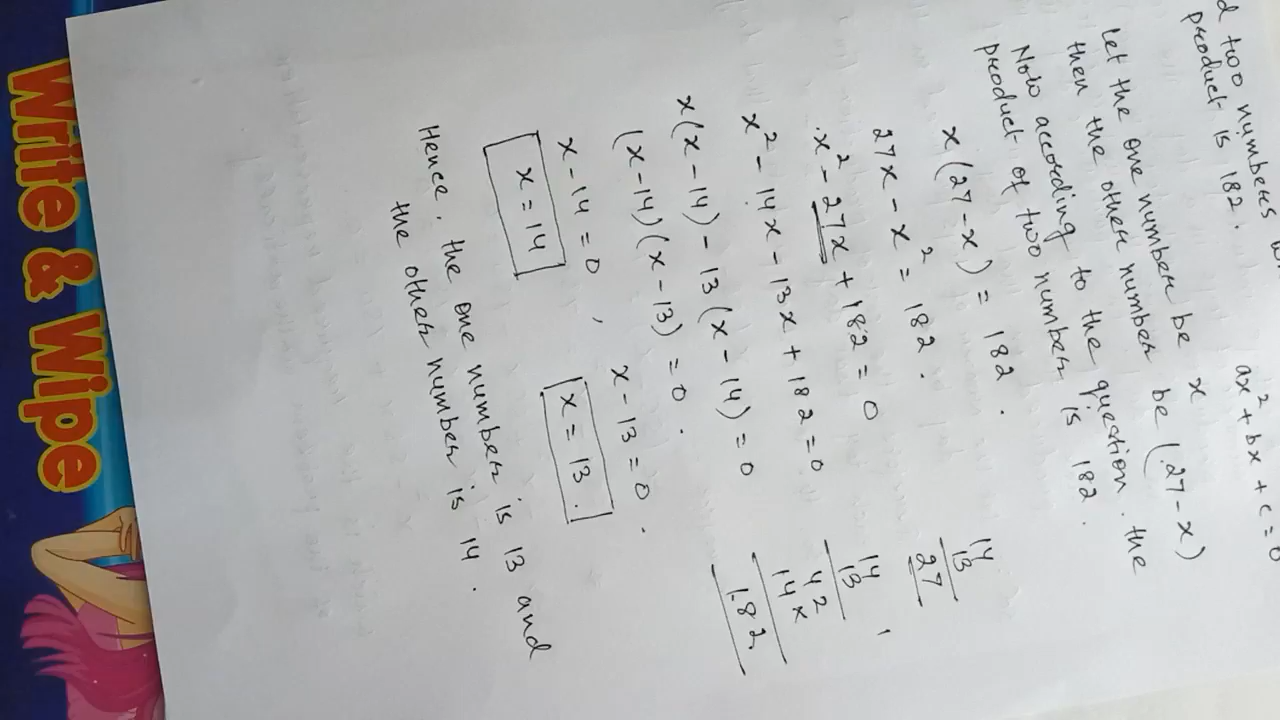 ax² + bx + c = 0
d two numbers
product is 182.
Let the one number be x
then the other number be (27-x)
Now according to the question. the
product of two numbers is 182.
x(27-x) = 182.
27x - x² = 182.
x² - 27x + 182 = 0
x² - 14x - 13x + 182 = 0
x(x-14) - 13(x-14) = 0
(x-14)(x-13) = 0.
x-14 = 0 , x-13 = 0.
x = 14 x = 13.
Hence, the one number is 13 and
the other number is 14.
14
13
27
14
13
42
14x
182
Write & Wipe